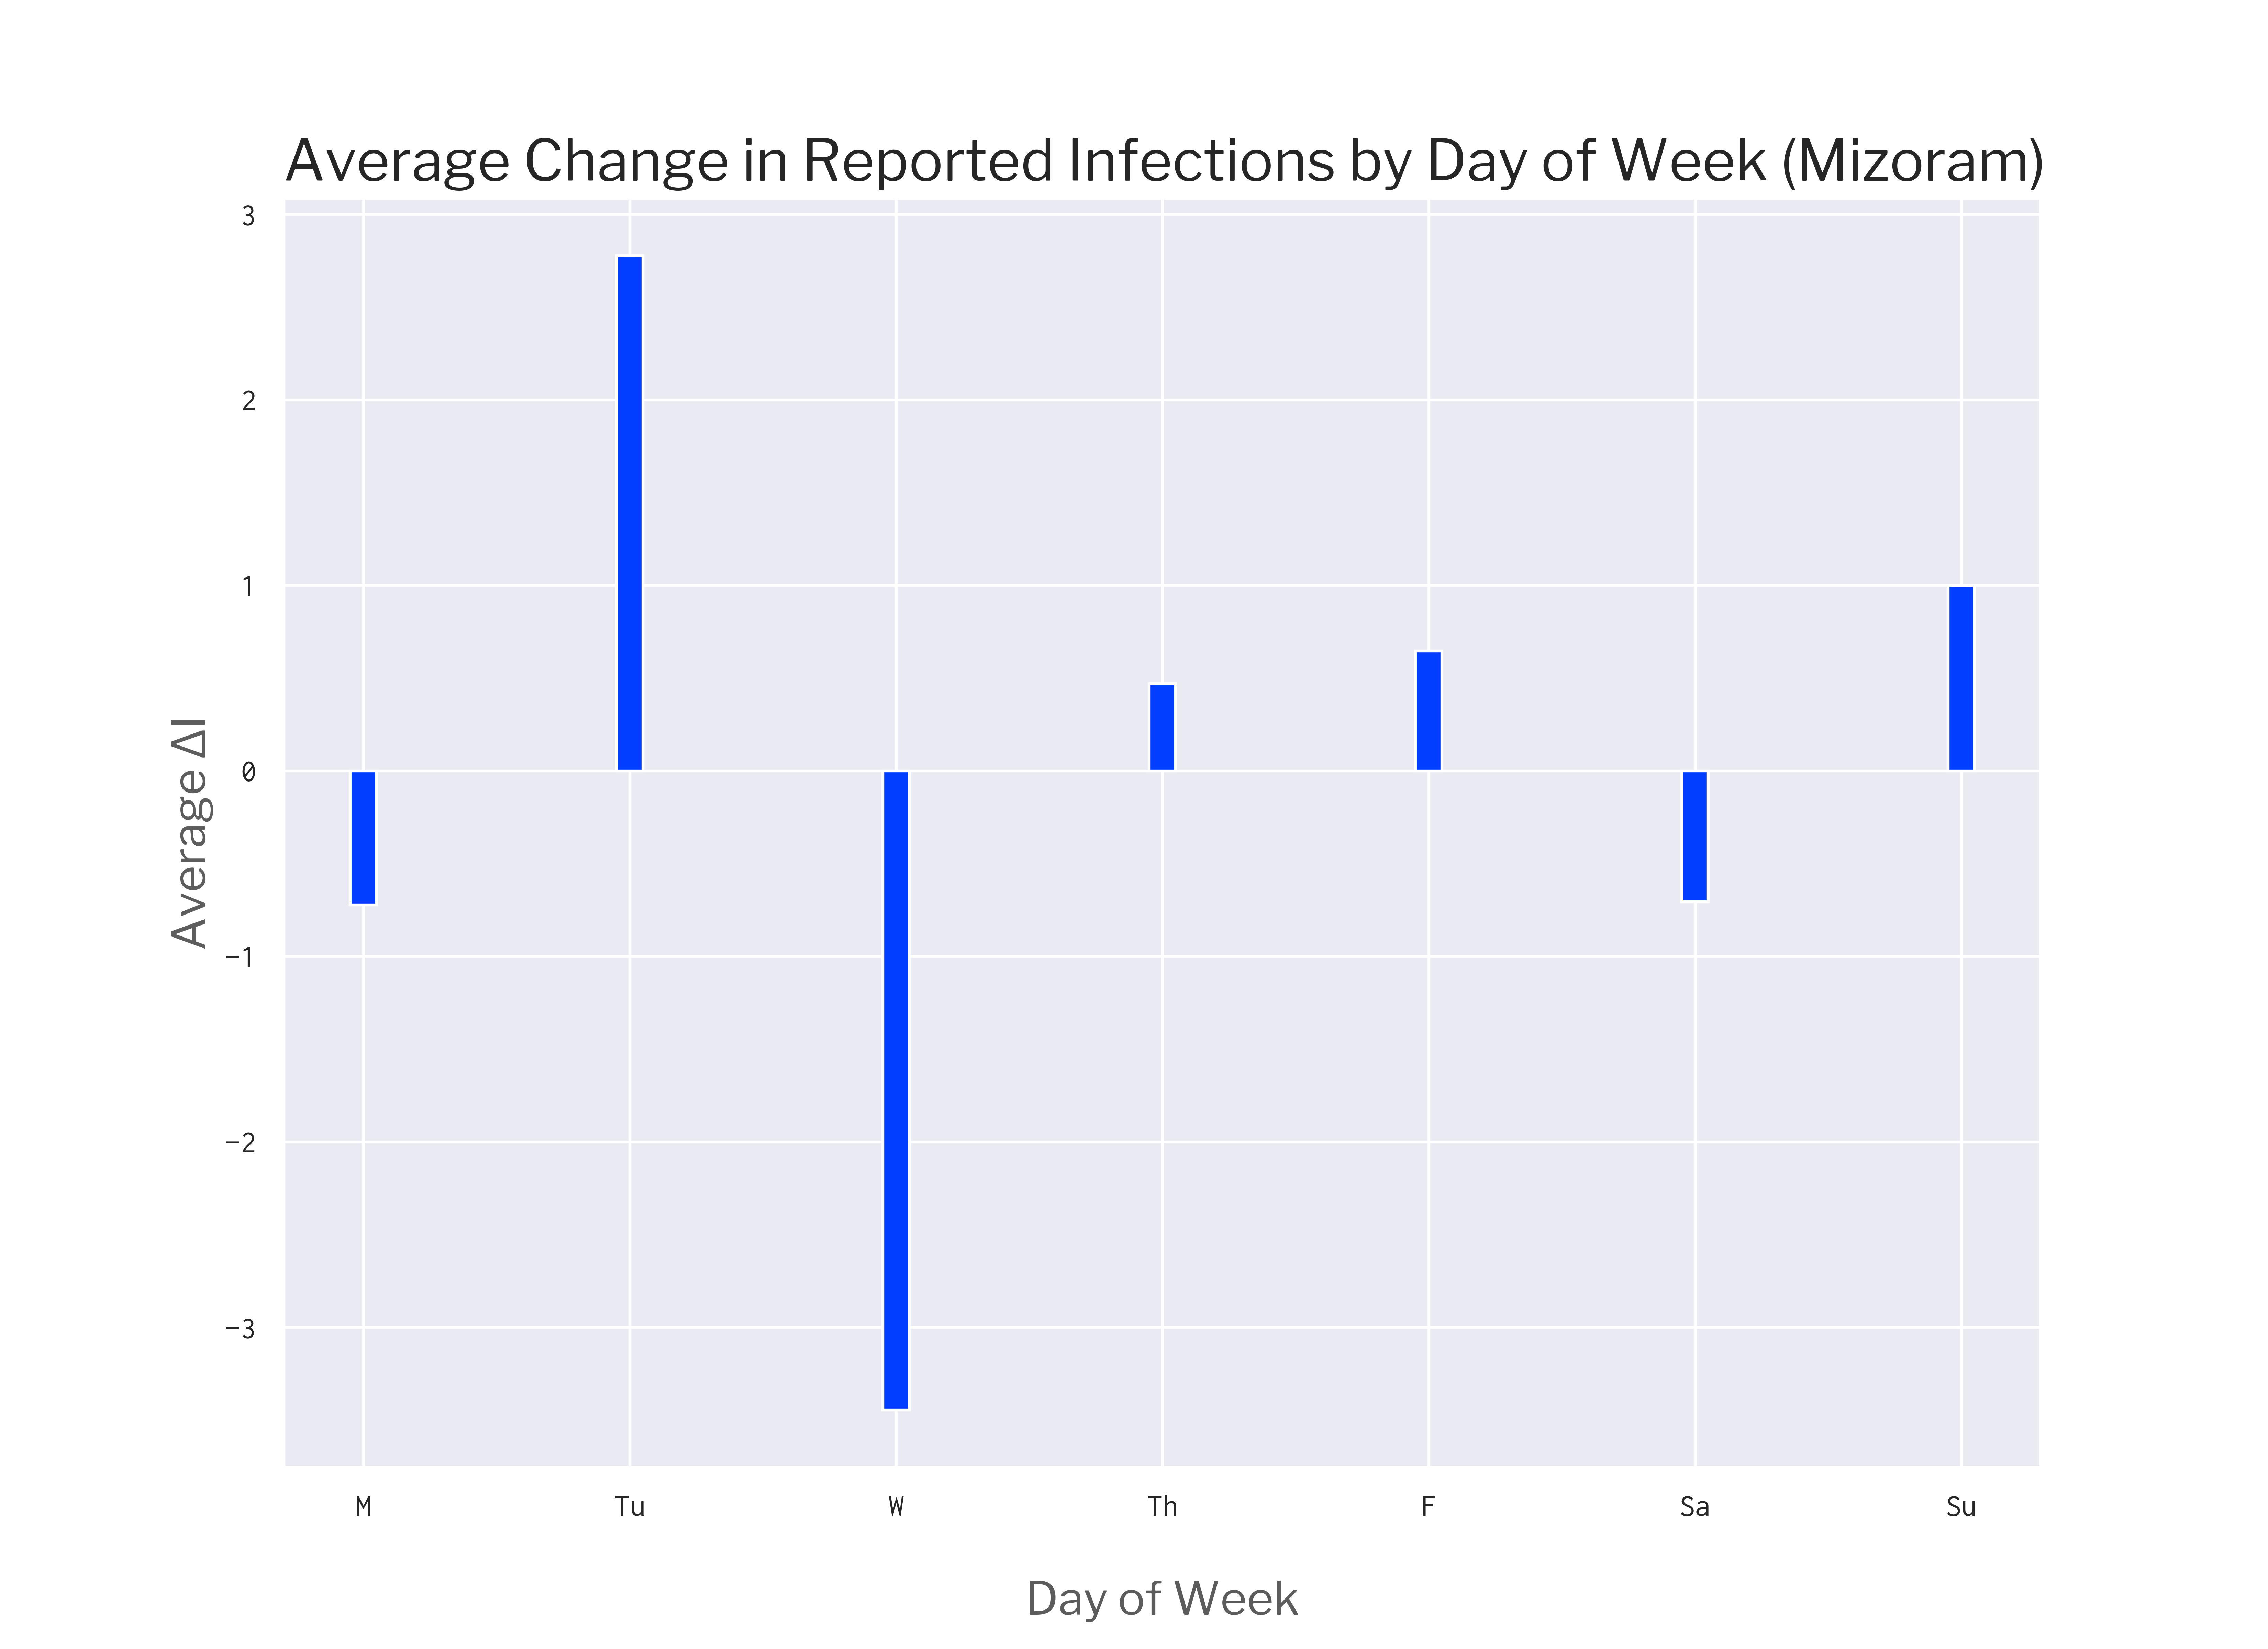 Average Change in Reported Infections by Day of Week (Mizoram)
3
2
1
0
−1
−2
−3
Average ΔI
M Tu W Th F Sa Su
Day of Week